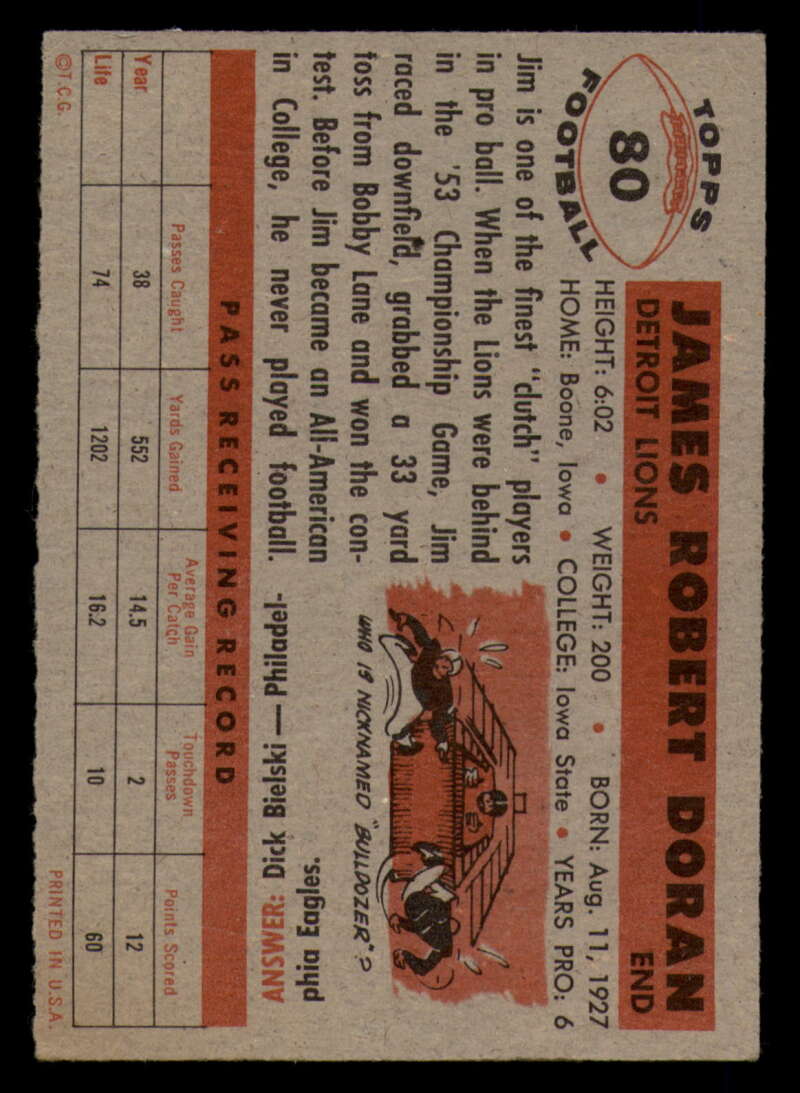 TOPPS
80
FOOTBALL
JAMES ROBERT DORAN
DETROIT LIONS END
HEIGHT: 6:02 • WEIGHT: 200 • BORN: Aug. 11, 1927
HOME: Boone, Iowa • COLLEGE: Iowa State • YEARS PRO: 6
Jim is one of the finest "clutch" players
in pro ball. When the Lions were behind
in the '53 Championship Game, Jim
raced downfield, grabbed a 33 yard
toss from Bobby Lane and won the con-
test. Before Jim became an All-American
in College, he never played football.
WHO IS NICKNAMED "BULLDOZER"?
ANSWER: Dick Bielski — Philadel-
phia Eagles.
PASS RECEIVING RECORD
Passes Caught Yards Gained Average Gain Per Catch Touchdown Passes Points Scored
Year 38 552 14.5 2 12
Life 74 1202 16.2 10 60
©T.C.G. PRINTED IN U.S.A.